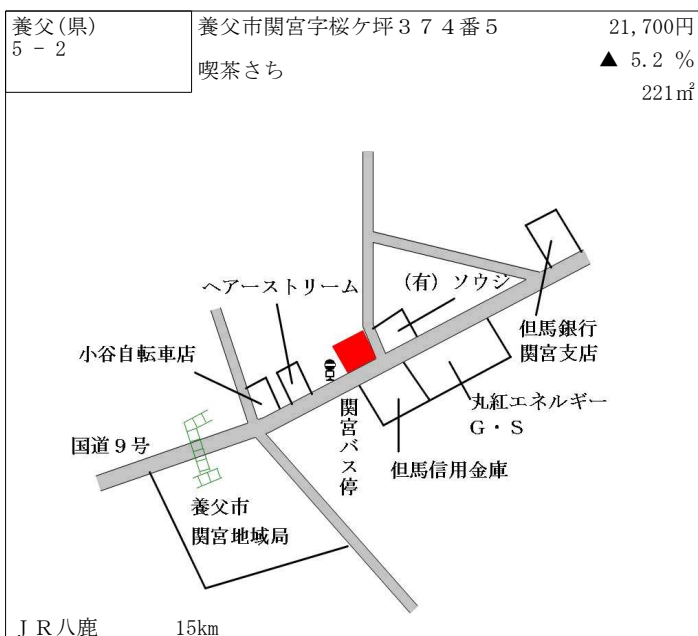 養父(県)
5 - 2
養父市関宮字桜ケ坪３７４番５
喫茶さち
21,700円
▲ 5.2 %
221㎡
ヘアーストリーム
(有) ソウジ
小谷自転車店
但馬銀行
関宮支店
丸紅エネルギー
Ｇ・Ｓ
関宮バス停
但馬信用金庫
国道９号
養父市
関宮地域局
ＪＲ八鹿 15km